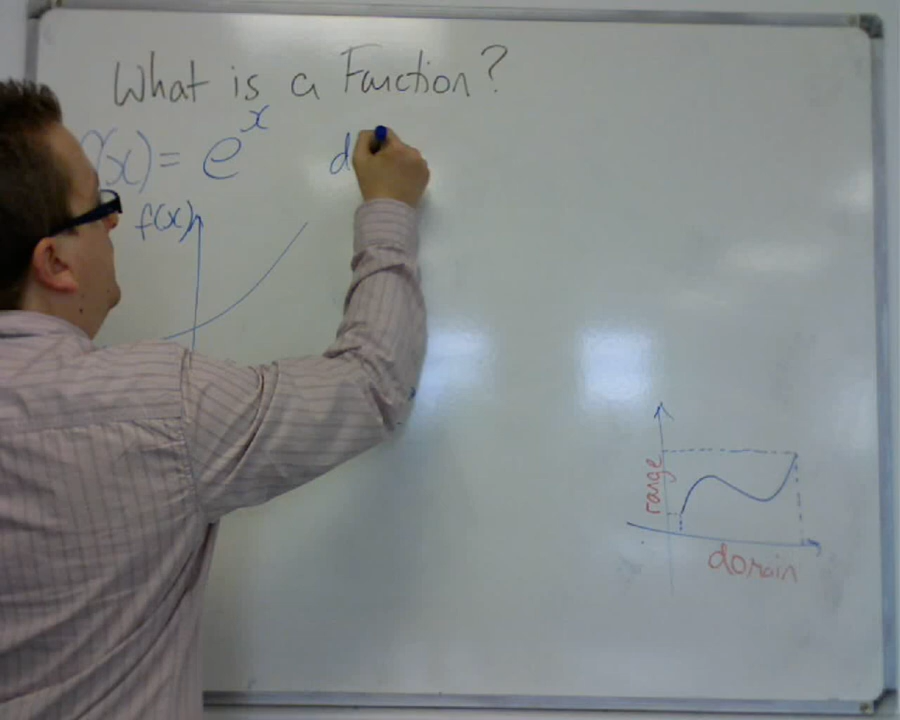 What is a Function?
f(x) = e^x d
f(x)
range
domain